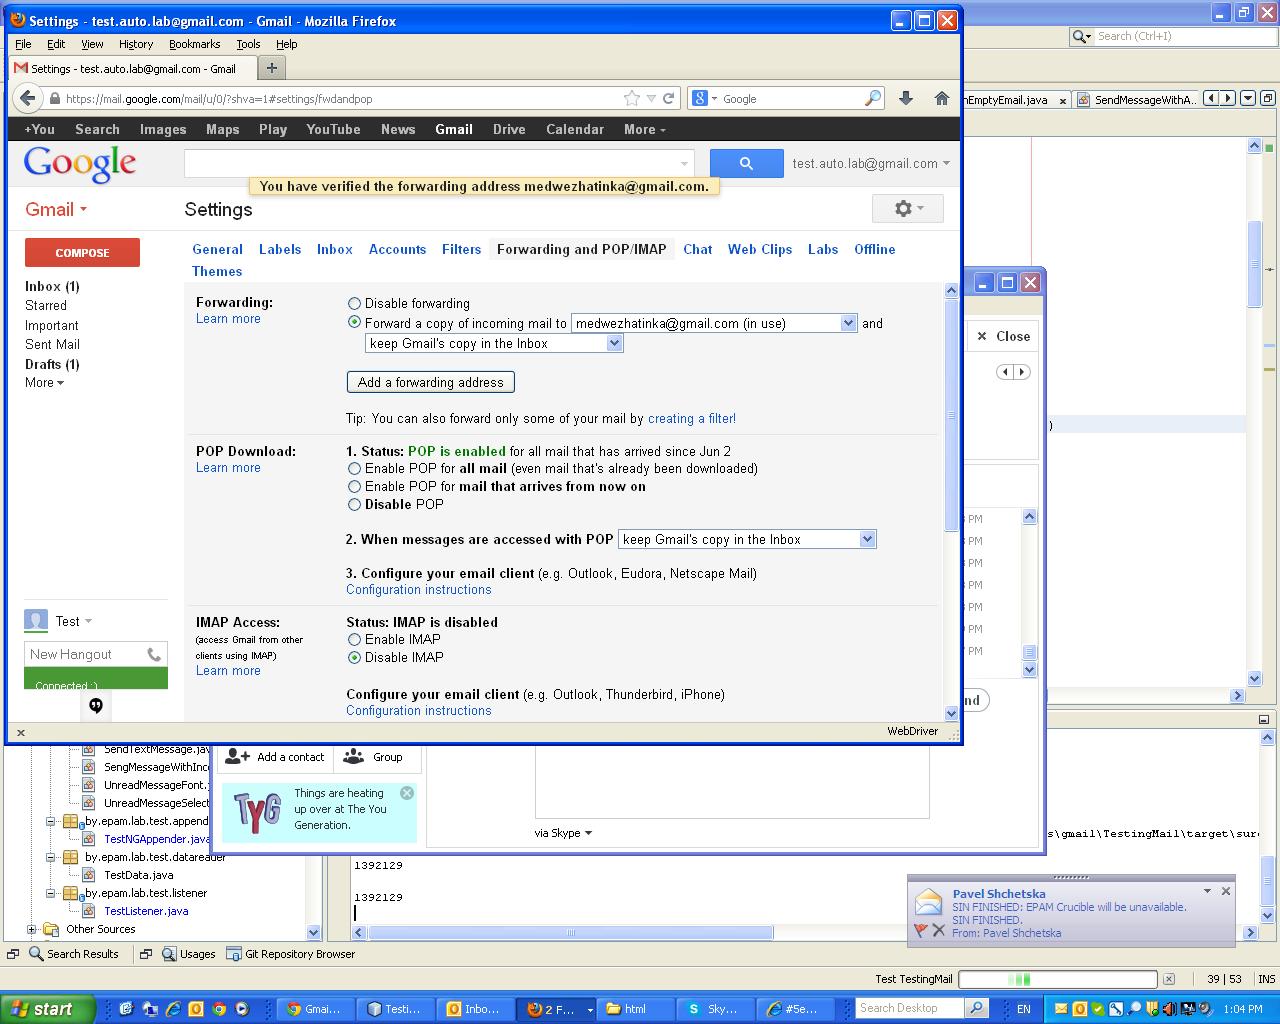 Settings - test.auto.lab@gmail.com - Gmail - Mozilla Firefox
File Edit View History Bookmarks Tools Help
Search (Ctrl+I)
Settings - test.auto.lab@gmail.com - Gmail
https://mail.google.com/mail/u/0/?shva=1#settings/fwdandpop
Google
nEmptyEmail.java
SendMessageWithA..
+You Search Images Maps Play YouTube News Gmail Drive Calendar More
Google
test.auto.lab@gmail.com
You have verified the forwarding address medwezhatinka@gmail.com.
Gmail
Settings
COMPOSE
General Labels Inbox Accounts Filters Forwarding and POP/IMAP Chat Web Clips Labs Offline
Themes
Inbox (1)
Starred
Important
Sent Mail
Drafts (1)
More
Forwarding:
Learn more
Disable forwarding
Forward a copy of incoming mail to medwezhatinka@gmail.com (in use) and
keep Gmail's copy in the Inbox
Add a forwarding address
Tip: You can also forward only some of your mail by creating a filter!
POP Download:
Learn more
1. Status: POP is enabled for all mail that has arrived since Jun 2
Enable POP for all mail (even mail that's already been downloaded)
Enable POP for mail that arrives from now on
Disable POP
2. When messages are accessed with POP keep Gmail's copy in the Inbox
3. Configure your email client (e.g. Outlook, Eudora, Netscape Mail)
Configuration instructions
IMAP Access:
(access Gmail from other
clients using IMAP)
Learn more
Status: IMAP is disabled
Enable IMAP
Disable IMAP
Configure your email client (e.g. Outlook, Thunderbird, iPhone)
Configuration instructions
Test
New Hangout
Connected :)
WebDriver
Close
)
PM
PM
PM
PM
PM
PM
PM
nd
SendTextMessage.jav
SengMessageWithInco
UnreadMessageFont.j
UnreadMessageSelect
by.epam.lab.test.append
TestNGAppender.java
by.epam.lab.test.datareader
TestData.java
by.epam.lab.test.listener
TestListener.java
Other Sources
Add a contact
Group
TYG
Things are heating
up over at The You
Generation.
via Skype
s\gmail\TestingMail\target\sure
1392129
1392129
Pavel Shchetska
SIN FINISHED: EPAM Crucible will be unavailable.
SIN FINISHED.
From: Pavel Shchetska
Search Results
Usages
Git Repository Browser
Test TestingMail
39 | 53
INS
start
Gmai...
Testi...
Inbo...
2 F...
html
Sky...
#5e...
Search Desktop
EN
1:04 PM